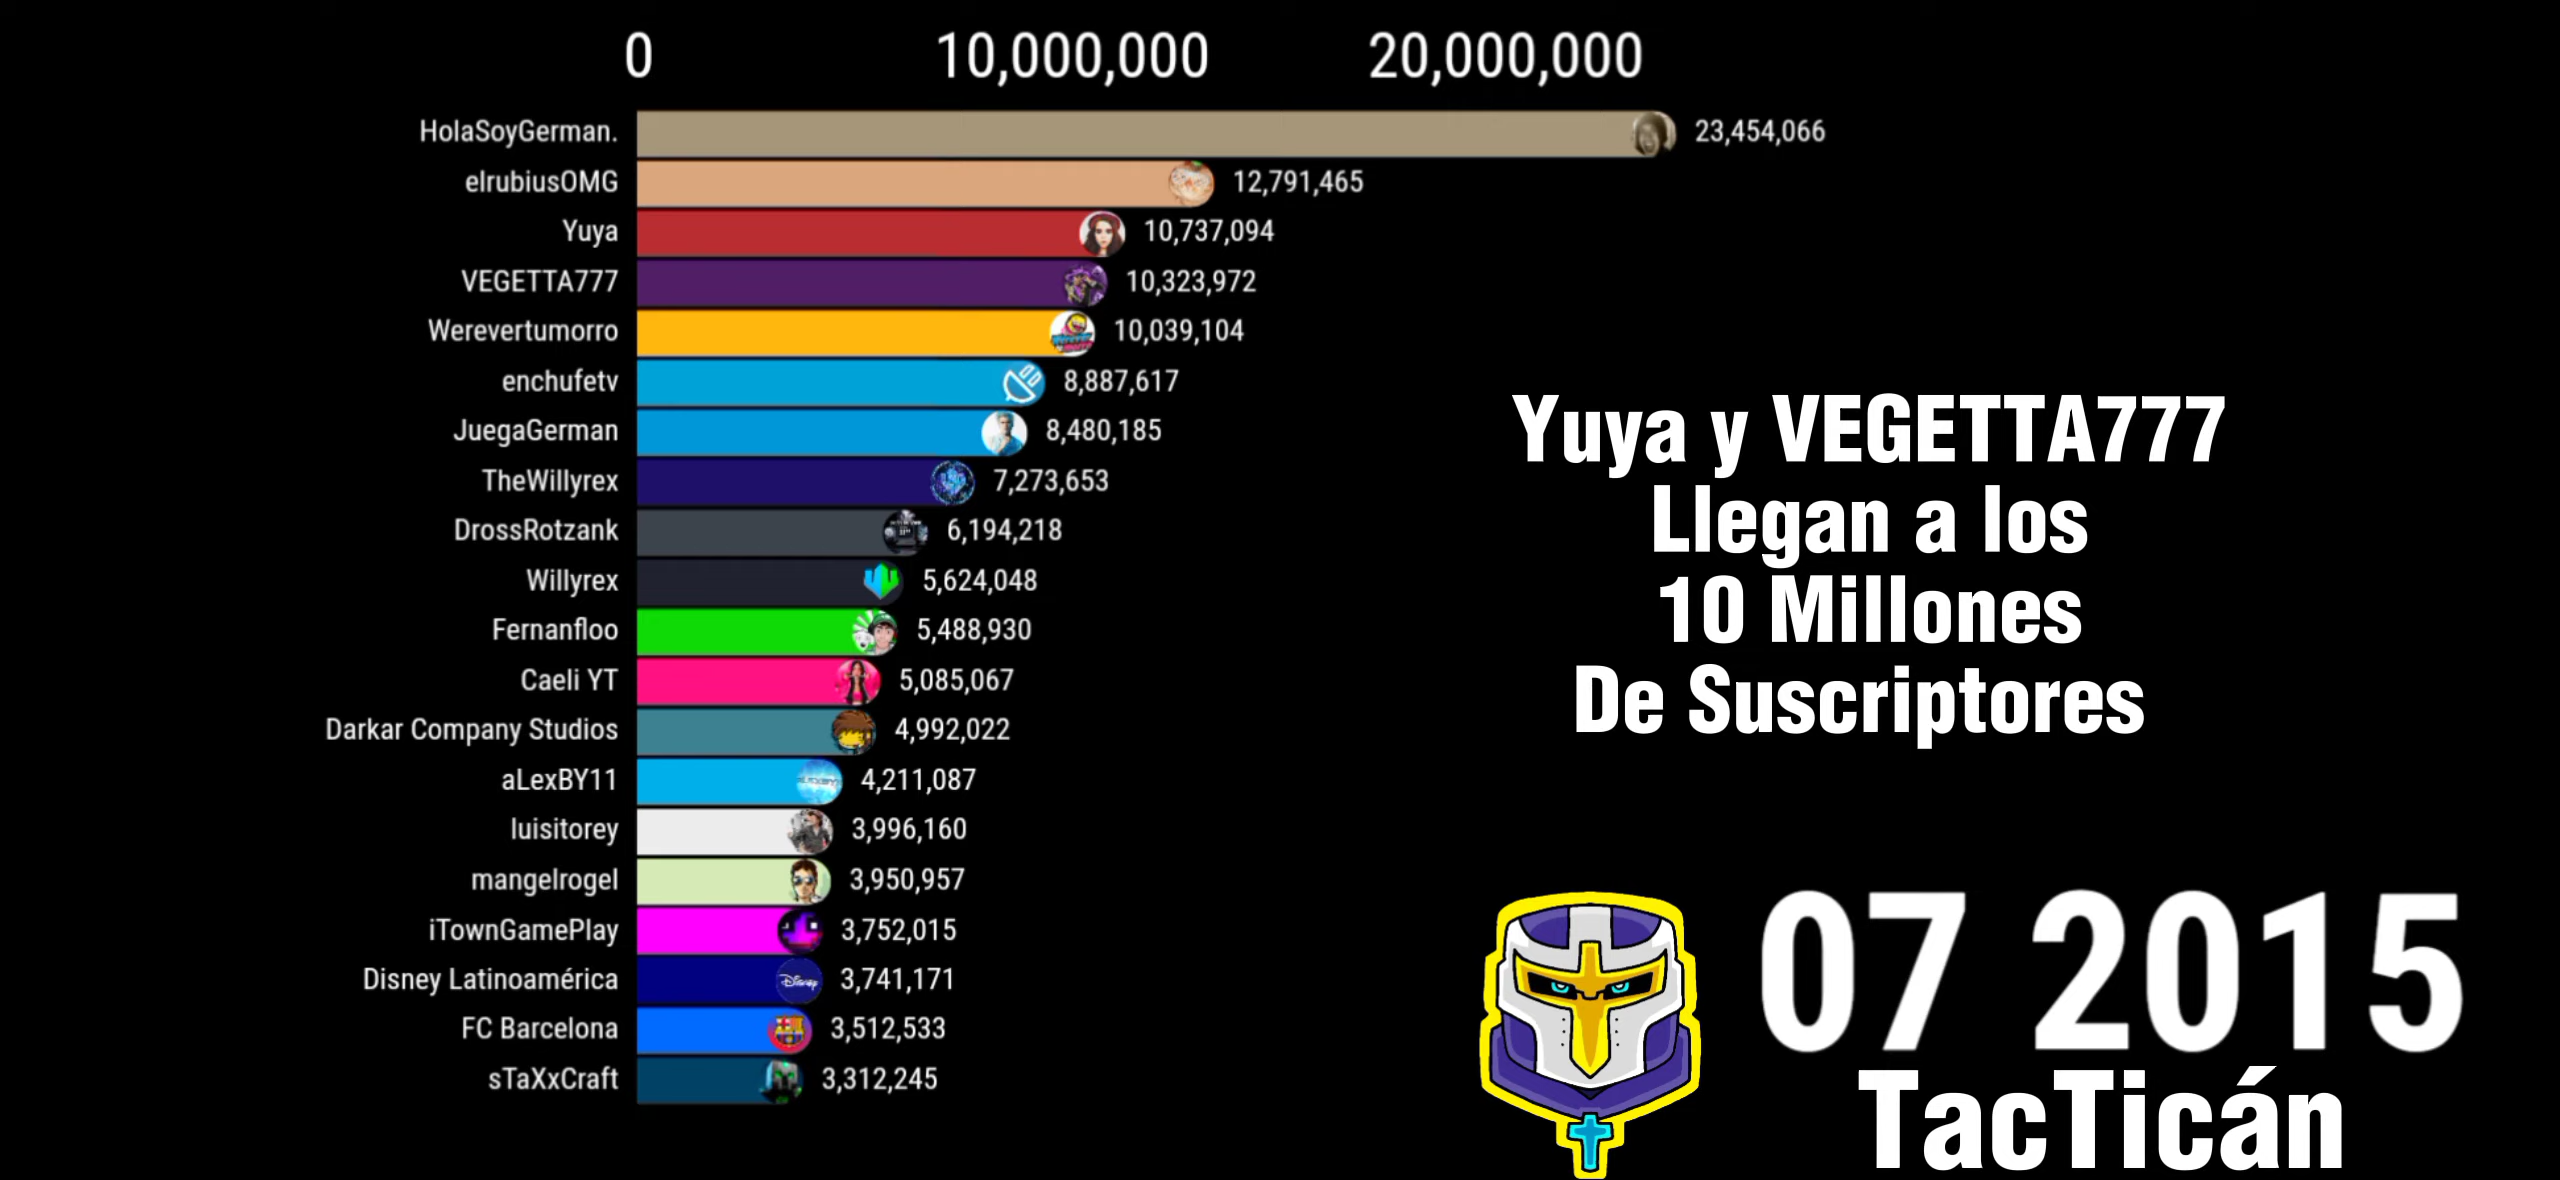 0 10,000,000 20,000,000
HolaSoyGerman. 23,454,066
elrubiusOMG 12,791,465
Yuya 10,737,094
VEGETTA777 10,323,972
Werevertumorro 10,039,104
enchufetv 8,887,617
JuegaGerman 8,480,185
TheWillyrex 7,273,653
DrossRotzank 6,194,218
Willyrex 5,624,048
Fernanfloo 5,488,930
Caeli YT 5,085,067
Darkar Company Studios 4,992,022
aLexBY11 4,211,087
luisitorey 3,996,160
mangelrogel 3,950,957
iTownGamePlay 3,752,015
Disney Latinoamérica Disney 3,741,171
FC Barcelona 3,512,533
sTaXxCraft 3,312,245
Yuya y VEGETTA777
Llegan a los
10 Millones
De Suscriptores
07 2015
TacTicán